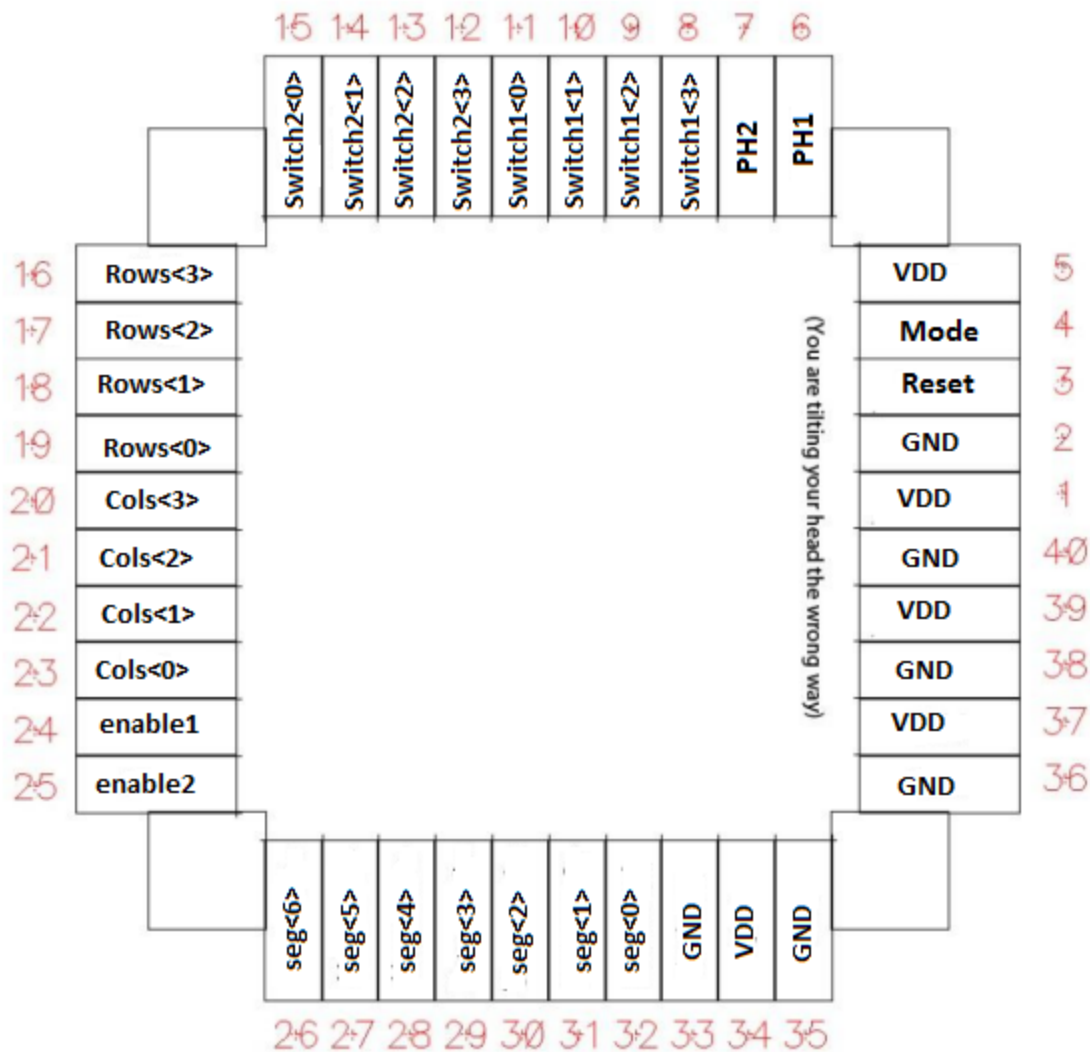 15 14 13 12 11 10 9 8 7 6
Switch2<0> Switch2<1> Switch2<2> Switch2<3> Switch1<0> Switch1<1> Switch1<2> Switch1<3> PH2 PH1
16 Rows<3>
17 Rows<2>
18 Rows<1>
19 Rows<0>
20 Cols<3>
21 Cols<2>
22 Cols<1>
23 Cols<0>
24 enable1
25 enable2
(You are tilting your head the wrong way)
VDD 5
Mode 4
Reset 3
GND 2
VDD 1
GND 40
VDD 39
GND 38
VDD 37
GND 36
seg<6> seg<5> seg<4> seg<3> seg<2> seg<1> seg<0> GND VDD GND
26 27 28 29 30 31 32 33 34 35